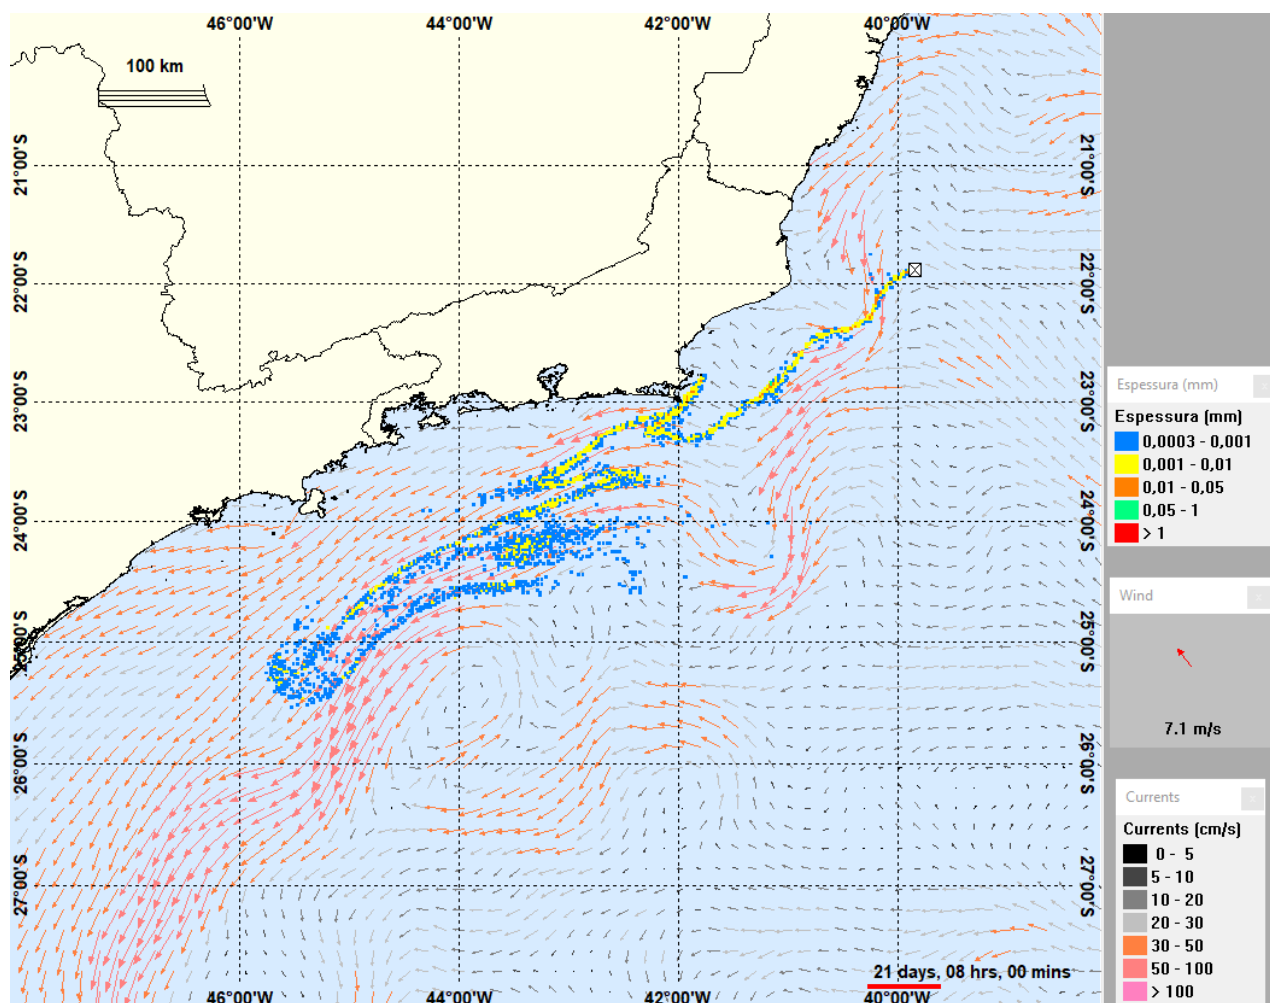 46°00'W 44°00'W 42°00'W 40°00'W
100 km
21°00'S 21°00'S
22°00'S 22°00'S
23°00'S 23°00'S
24°00'S 24°00'S
25°00'S 25°00'S
26°00'S 26°00'S
27°00'S 27°00'S
21 days, 08 hrs, 00 mins
46°00'W 44°00'W 42°00'W 40°00'W
Espessura (mm)
Espessura (mm)
0,0003 - 0,001
0,001 - 0,01
0,01 - 0,05
0,05 - 1
> 1
Wind
7.1 m/s
Currents
Currents (cm/s)
0 - 5
5 - 10
10 - 20
20 - 30
30 - 50
50 - 100
> 100